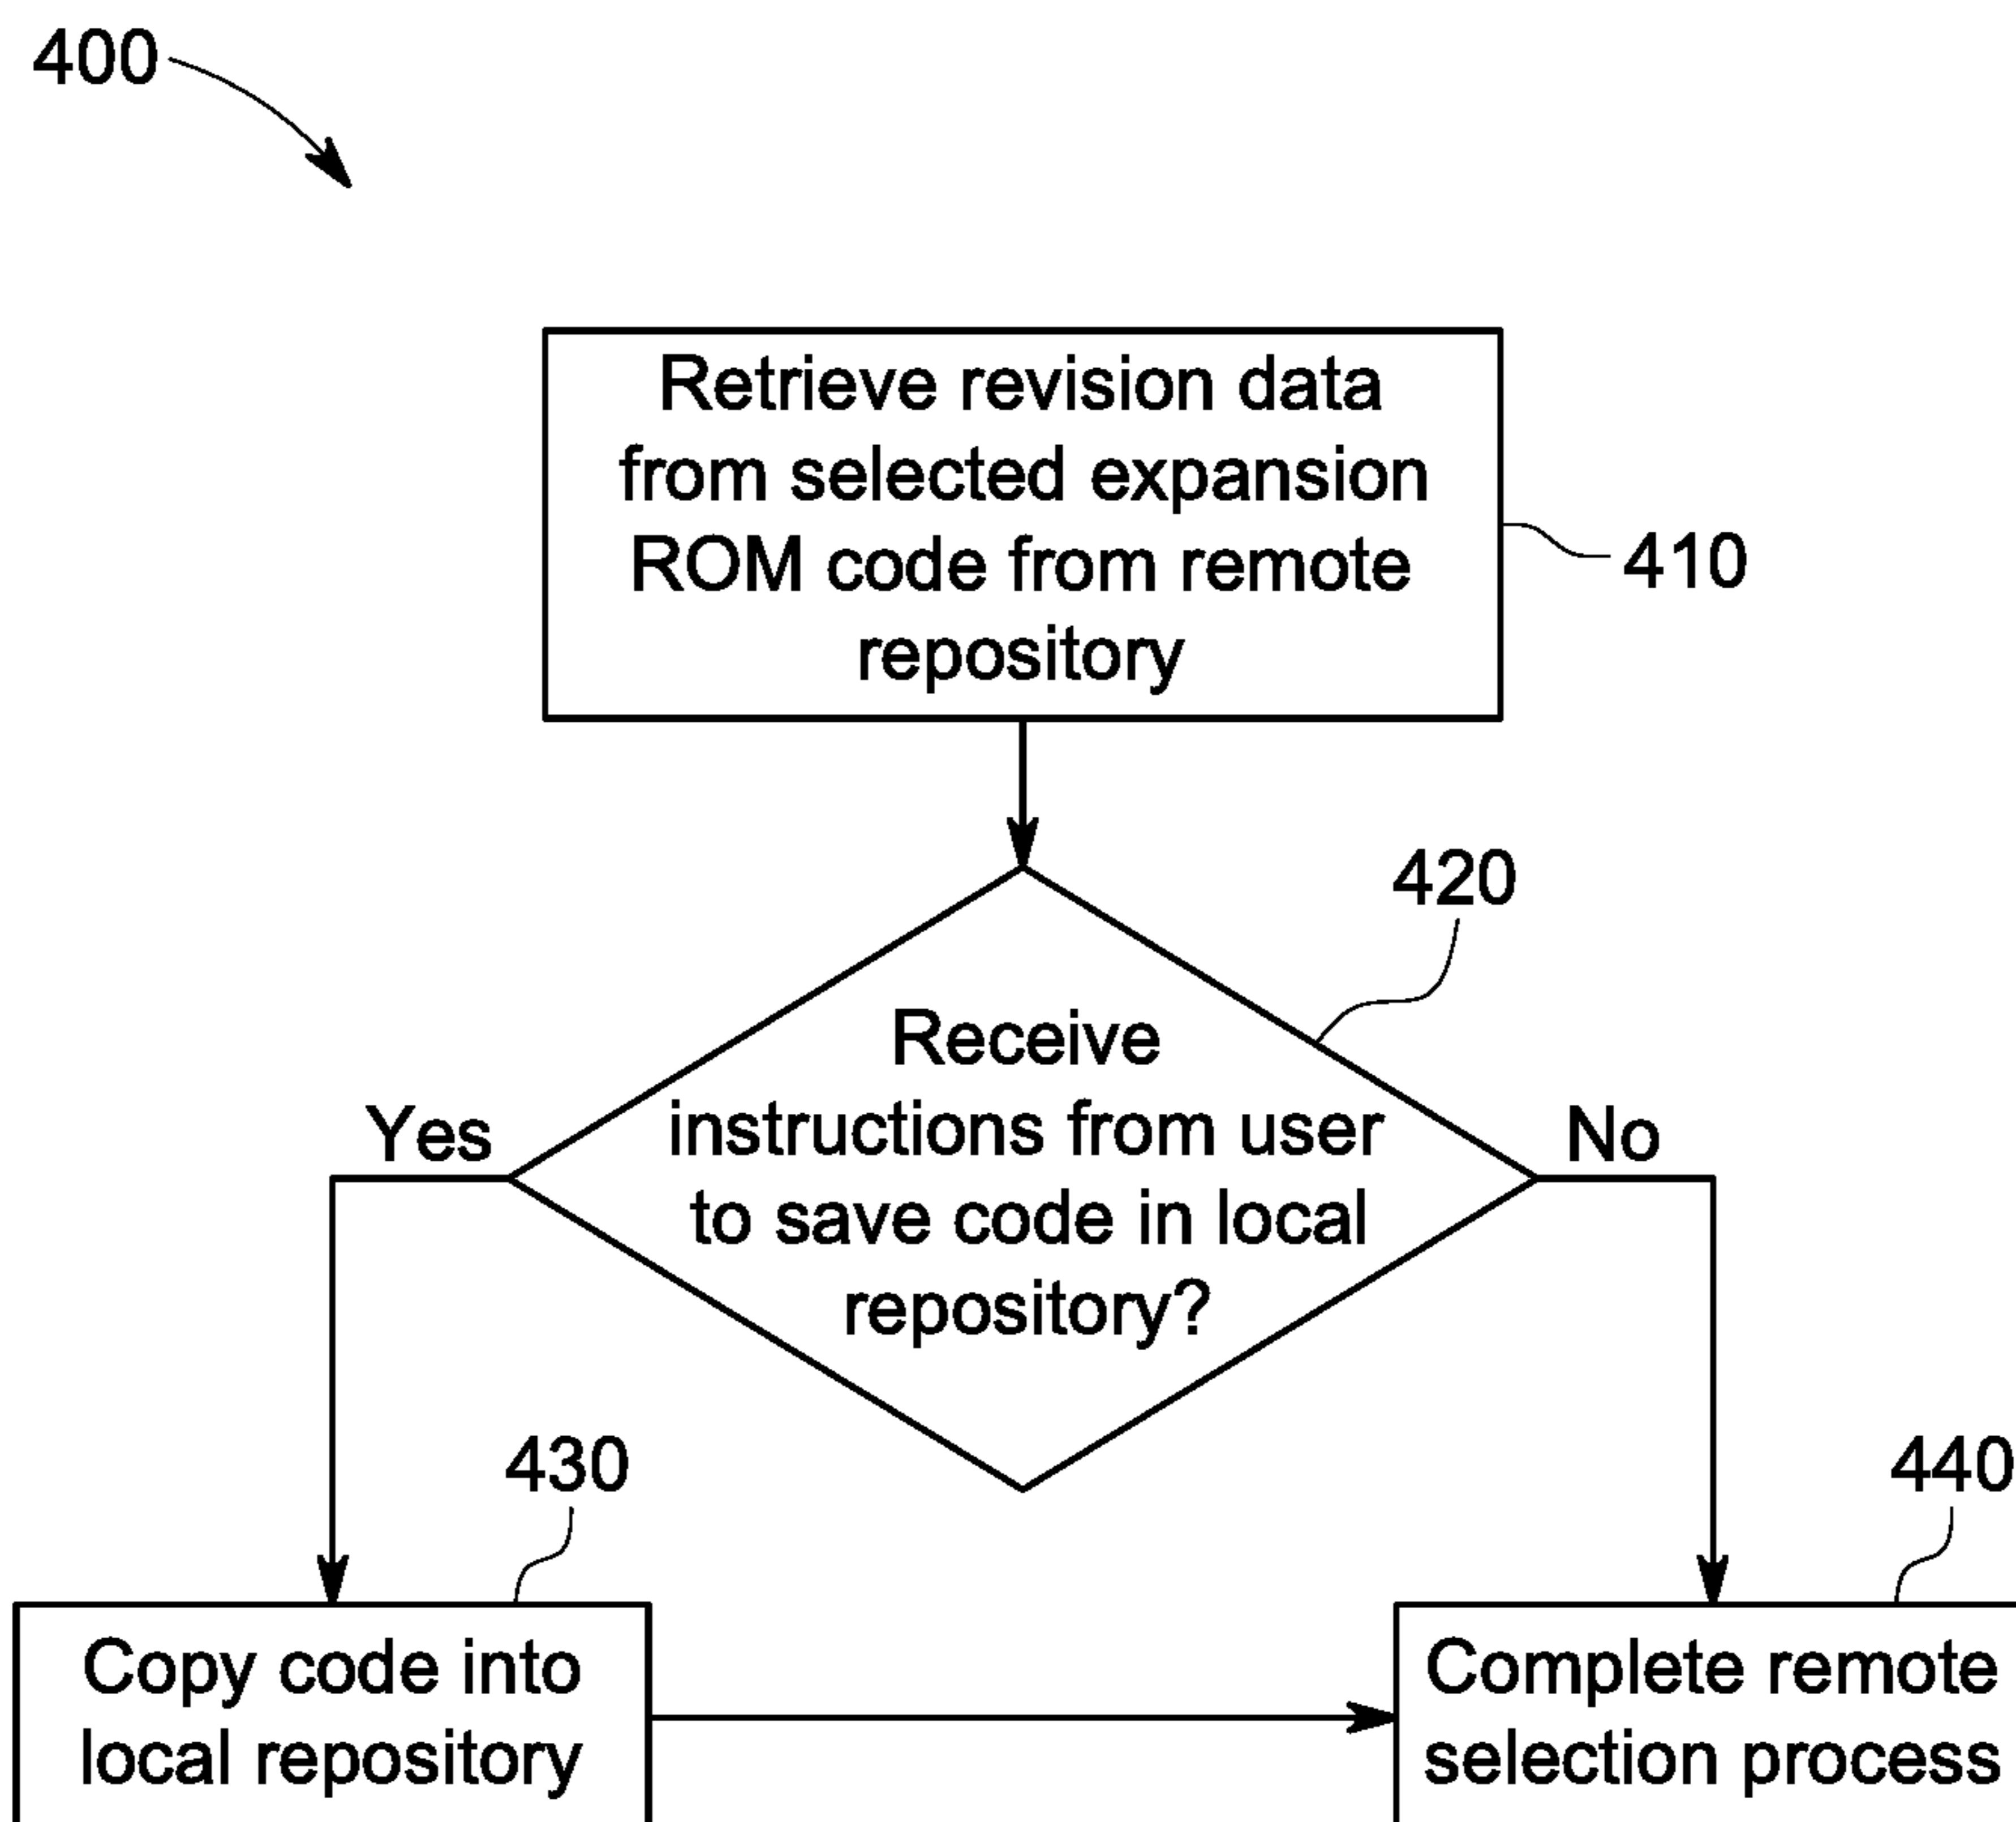 400
Retrieve revision data
from selected expansion
ROM code from remote
repository
410
420
Receive
instructions from user
to save code in local
repository?
Yes
No
430
440
Copy code into
local repository
Complete remote
selection process